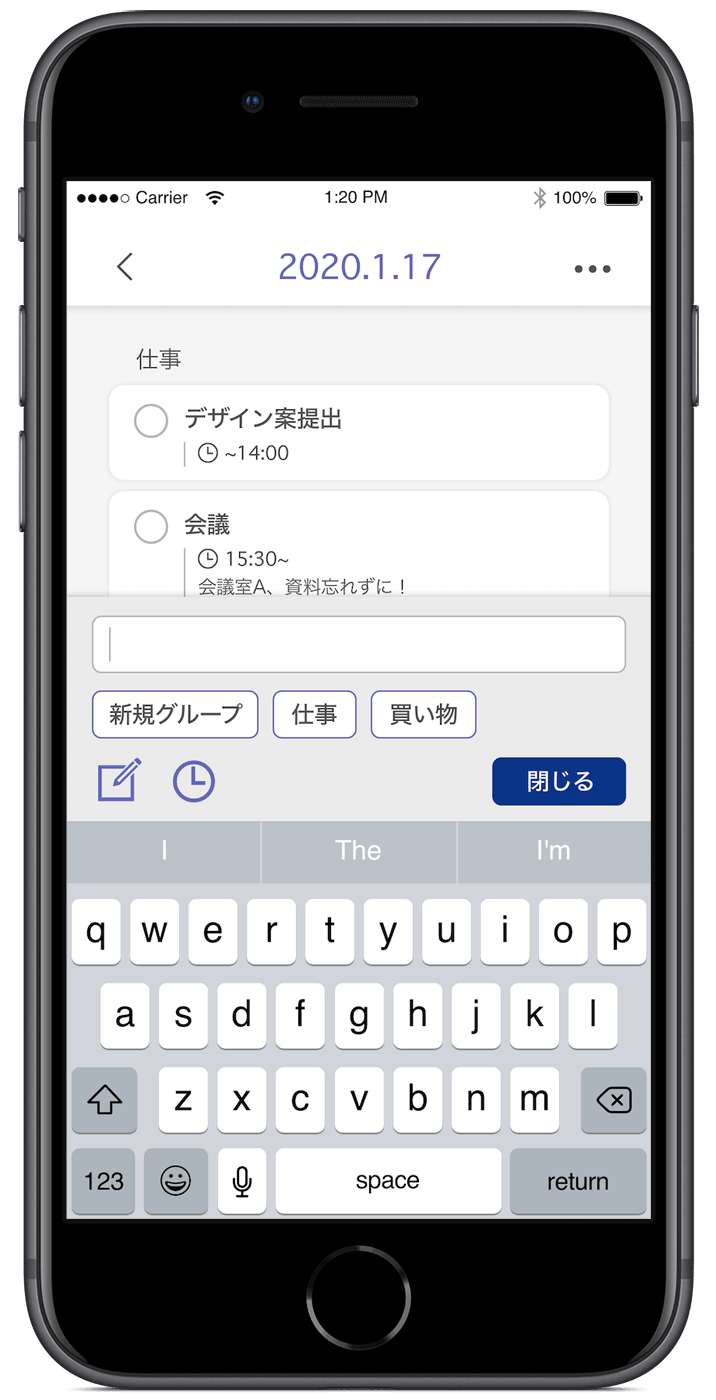 Carrier 1:20 PM 100%
2020.1.17
仕事
デザイン案提出
~14:00
会議
15:30~
会議室A、資料忘れずに！
新規グループ 仕事 買い物
閉じる
I The I'm
q w e r t y u i o p
a s d f g h j k l
z x c v b n m
123 space return